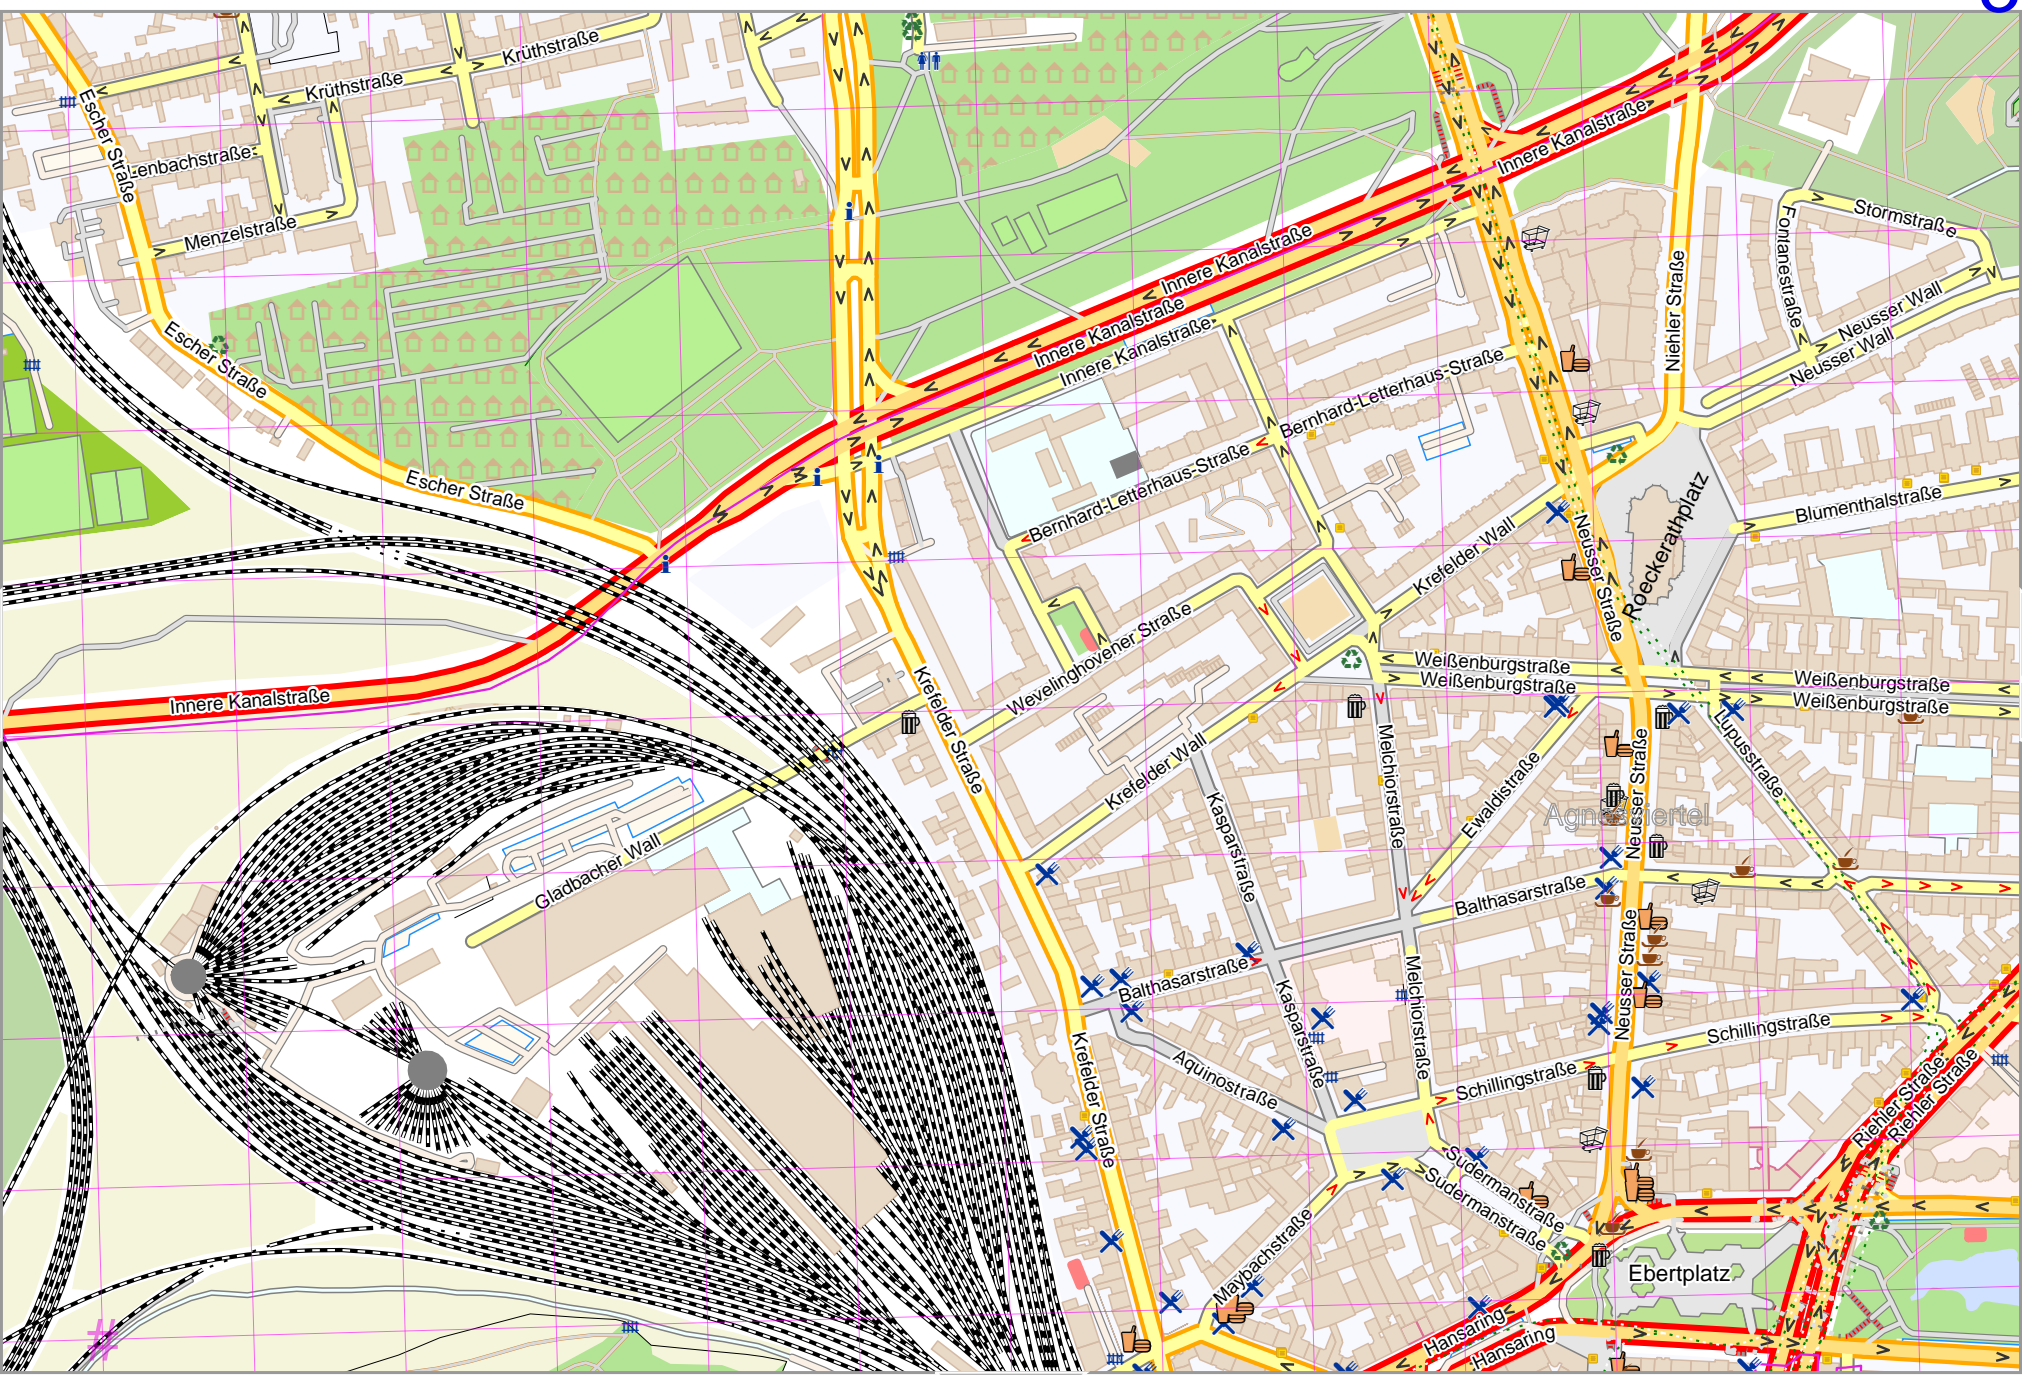 Krüthstraße
Krüthstraße
Escher Straße
Lenbachstraße
Menzelstraße
Escher Straße
Escher Straße
Innere Kanalstraße
Innere Kanalstraße
Innere Kanalstraße
Innere Kanalstraße
Innere Kanalstraße
Stormstraße
Fontanestraße
Neusser Wall
Neusser Wall
Niehler Straße
Bernhard-Letterhaus-Straße
Bernhard-Letterhaus-Straße
Blumenthalstraße
Roeckerathplatz
Krefelder Wall
Neusser Straße
Wevelinghovener Straße
Weißenburgstraße
Weißenburgstraße
Weißenburgstraße
Weißenburgstraße
Krefelder Straße
Krefelder Wall
Melchiorstraße
Kasparstraße
Ewaldistraße
Neusser Straße
Lupusstraße
Agnesviertel
Gladbacher Wall
Balthasarstraße
Balthasarstraße
Kasparstraße
Melchiorstraße
Neusser Straße
Schillingstraße
Schillingstraße
Aquinostraße
Krefelder Straße
Riehler Straße
Riehler Straße
Sudermanstraße
Sudermanstraße
Maybachstraße
Ebertplatz
Hansaring
Hansaring